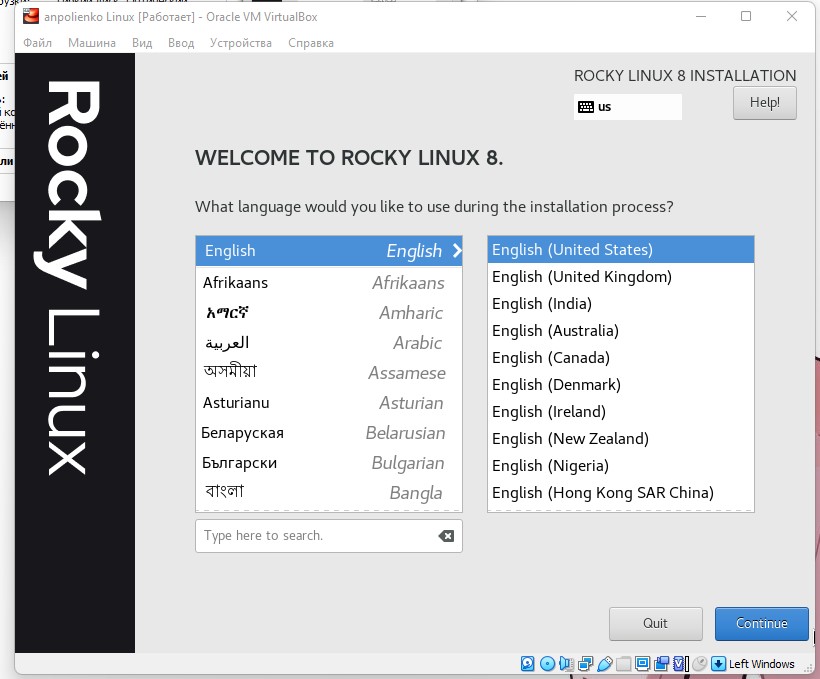 anpolienko Linux [Работает] - Oracle VM VirtualBox
Файл Машина Вид Ввод Устройства Справка
Rocky Linux
ROCKY LINUX 8 INSTALLATION
us
Help!
WELCOME TO ROCKY LINUX 8.
What language would you like to use during the installation process?
English English English (United States)
Afrikaans Afrikaans English (United Kingdom)
አማርኛ Amharic English (India)
العربية Arabic English (Australia)
অসমীয়া Assamese English (Canada)
Asturianu Asturian English (Denmark)
Беларуская Belarusian English (Ireland)
Български Bulgarian English (New Zealand)
বাংলা Bangla English (Nigeria)
English (Hong Kong SAR China)
Type here to search.
Quit Continue
Left Windows